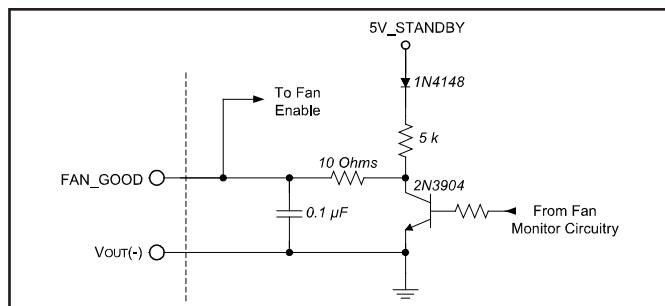 5V_STANDBY
1N4148
To Fan
Enable
5 k
10 Ohms
FAN_GOOD
2N3904
0.1 µF
From Fan
Monitor Circuitry
VOUT(-)